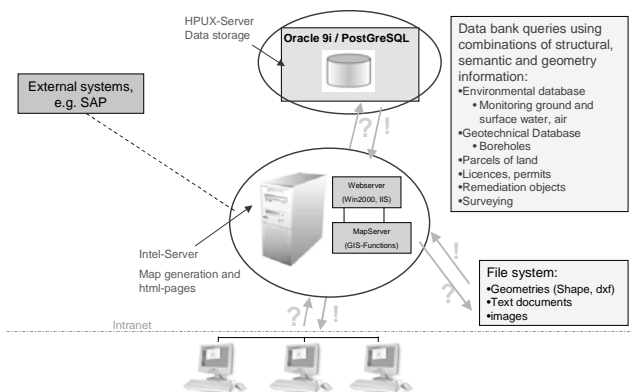 HPUX-Server
Data storage
Oracle 9i / PostGreSQL
External systems,
e.g. SAP
Data bank queries using
combinations of structural,
semantic and geometry
information:
•Environmental database
• Monitoring ground and
surface water, air
•Geotechnical Database
• Boreholes
•Parcels of land
•Licences, permits
•Remediation objects
•Surveying
? !
Webserver
(Win2000, IIS)
MapServer
(GIS-Functions)
Intel-Server
Map generation and
html-pages
! ?
File system:
•Geometries (Shape, dxf)
•Text documents
•images
? !
Intranet